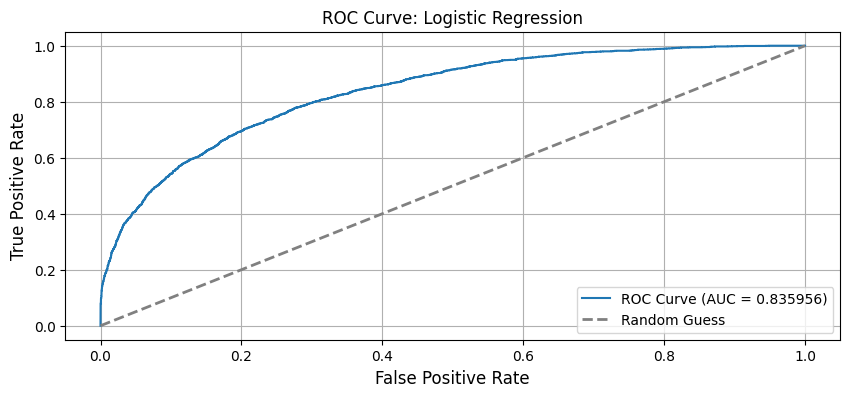 ROC Curve: Logistic Regression
True Positive Rate
1.0
0.8
0.6
0.4
0.2
0.0
ROC Curve (AUC = 0.835956)
Random Guess
0.0 0.2 0.4 0.6 0.8 1.0
False Positive Rate